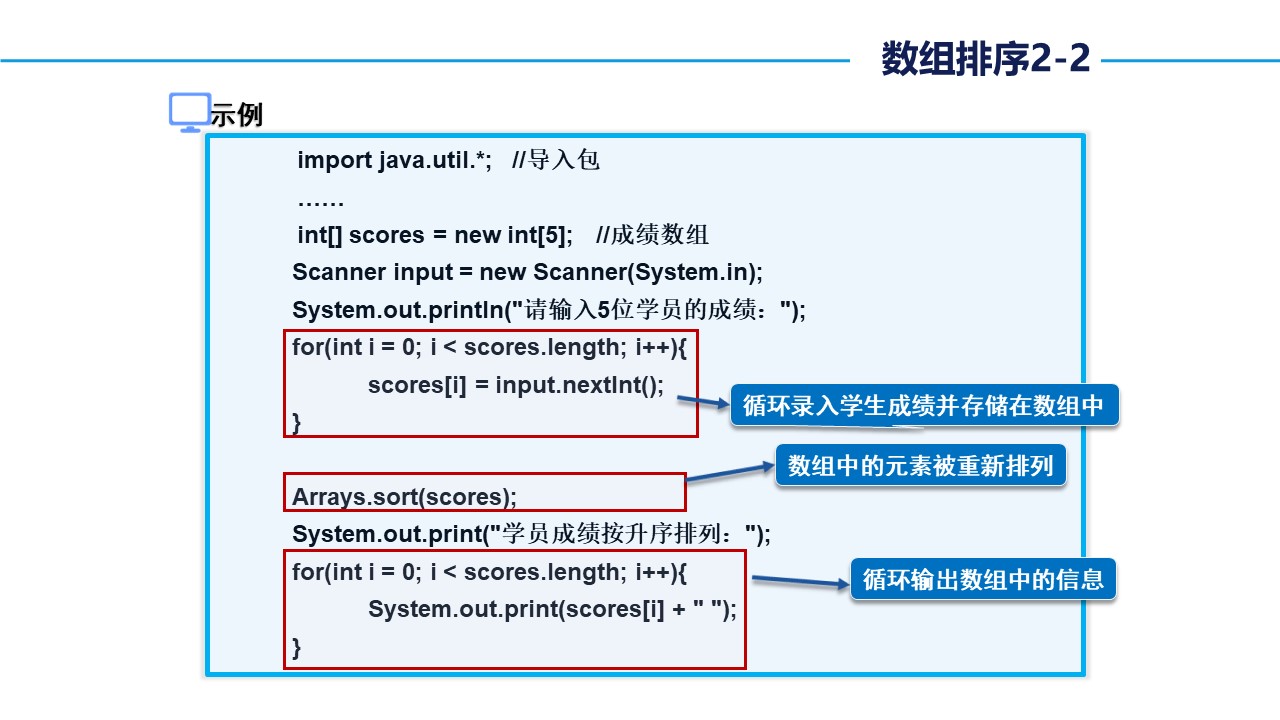 数组排序2-2
示例
import java.util.*;   //导入包
……
int[] scores = new int[5];   //成绩数组
Scanner input = new Scanner(System.in);
System.out.println("请输入5位学员的成绩：");
for(int i = 0; i < scores.length; i++){
scores[i] = input.nextInt();
循环录入学生成绩并存储在数组中
}
数组中的元素被重新排列
Arrays.sort(scores);
System.out.print("学员成绩按升序排列：");
for(int i = 0; i < scores.length; i++){
循环输出数组中的信息
System.out.print(scores[i] + " ");
}